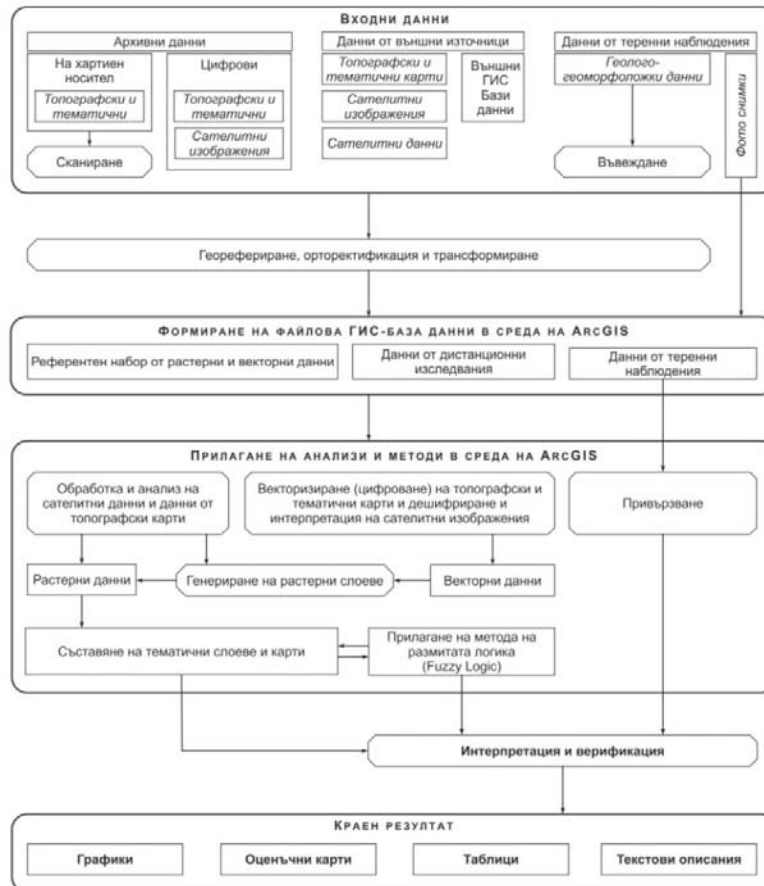 Входни данни
Архивни данни
Данни от външни източници
Данни от теренни наблюдения
На хартиен
носител
Топографски и
тематични
Сканиране
Цифрови
Топографски и
тематични
Сателитни
изображения
Топографски и
тематични карти
Сателитни
изображения
Сателитни данни
Външни
ГИС
Бази
данни
Геолого-
геоморфоложки данни
Въвеждане
Фото снимки
Геореферирaне, орторектификация и трансформиране
Формиране на файлова ГИС-база данни в среда на ArcGIS
Референтен набор от растерни и векторни данни
Данни от дистанционни
изследвания
Данни от теренни
наблюдения
Прилагане на анализи и методи в среда на ArcGIS
Обработка и анализ на
сателитни данни и данни от
топографски карти
Векторизиране (цифроване) на топографски и
тематични карти и дешифриране и
интерпретация на сателитни изображения
Привързване
Растерни данни
Генериране на растерни слоеве
Векторни данни
Съставяне на тематични слоеве и карти
Прилагане на метода на
размитата логика
(Fuzzy Logic)
Интерпретация и верификация
Краен резултат
Графики
Оценъчни карти
Таблици
Текстови описания